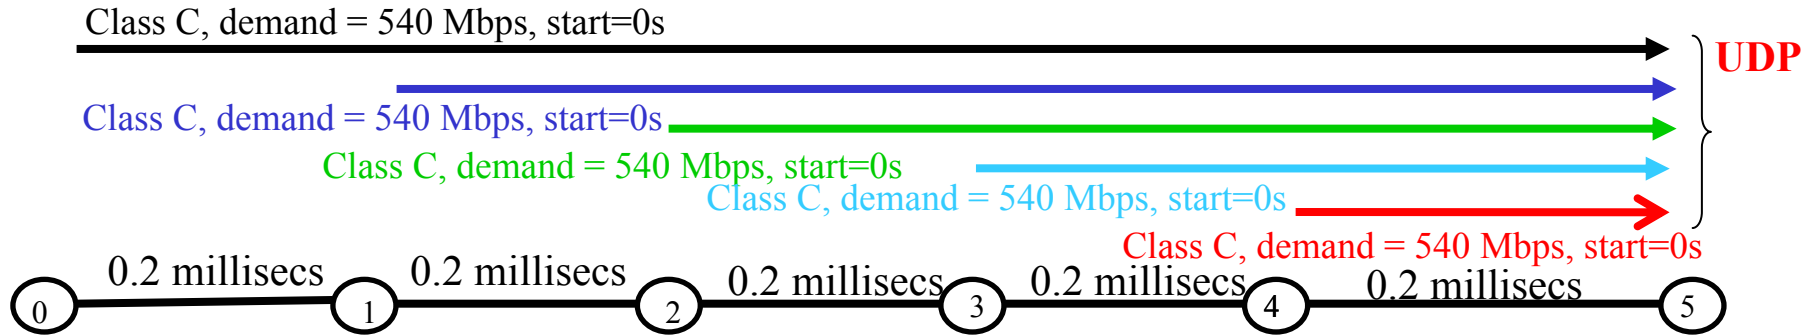 Class C, demand = 540 Mbps, start=0s
UDP
Class C, demand = 540 Mbps, start=0s
Class C, demand = 540 Mbps, start=0s
Class C, demand = 540 Mbps, start=0s
Class C, demand = 540 Mbps, start=0s
0.2 millisecs 0.2 millisecs 0.2 millisecs 0.2 millisecs 0.2 millisecs
0 1 2 3 4 5